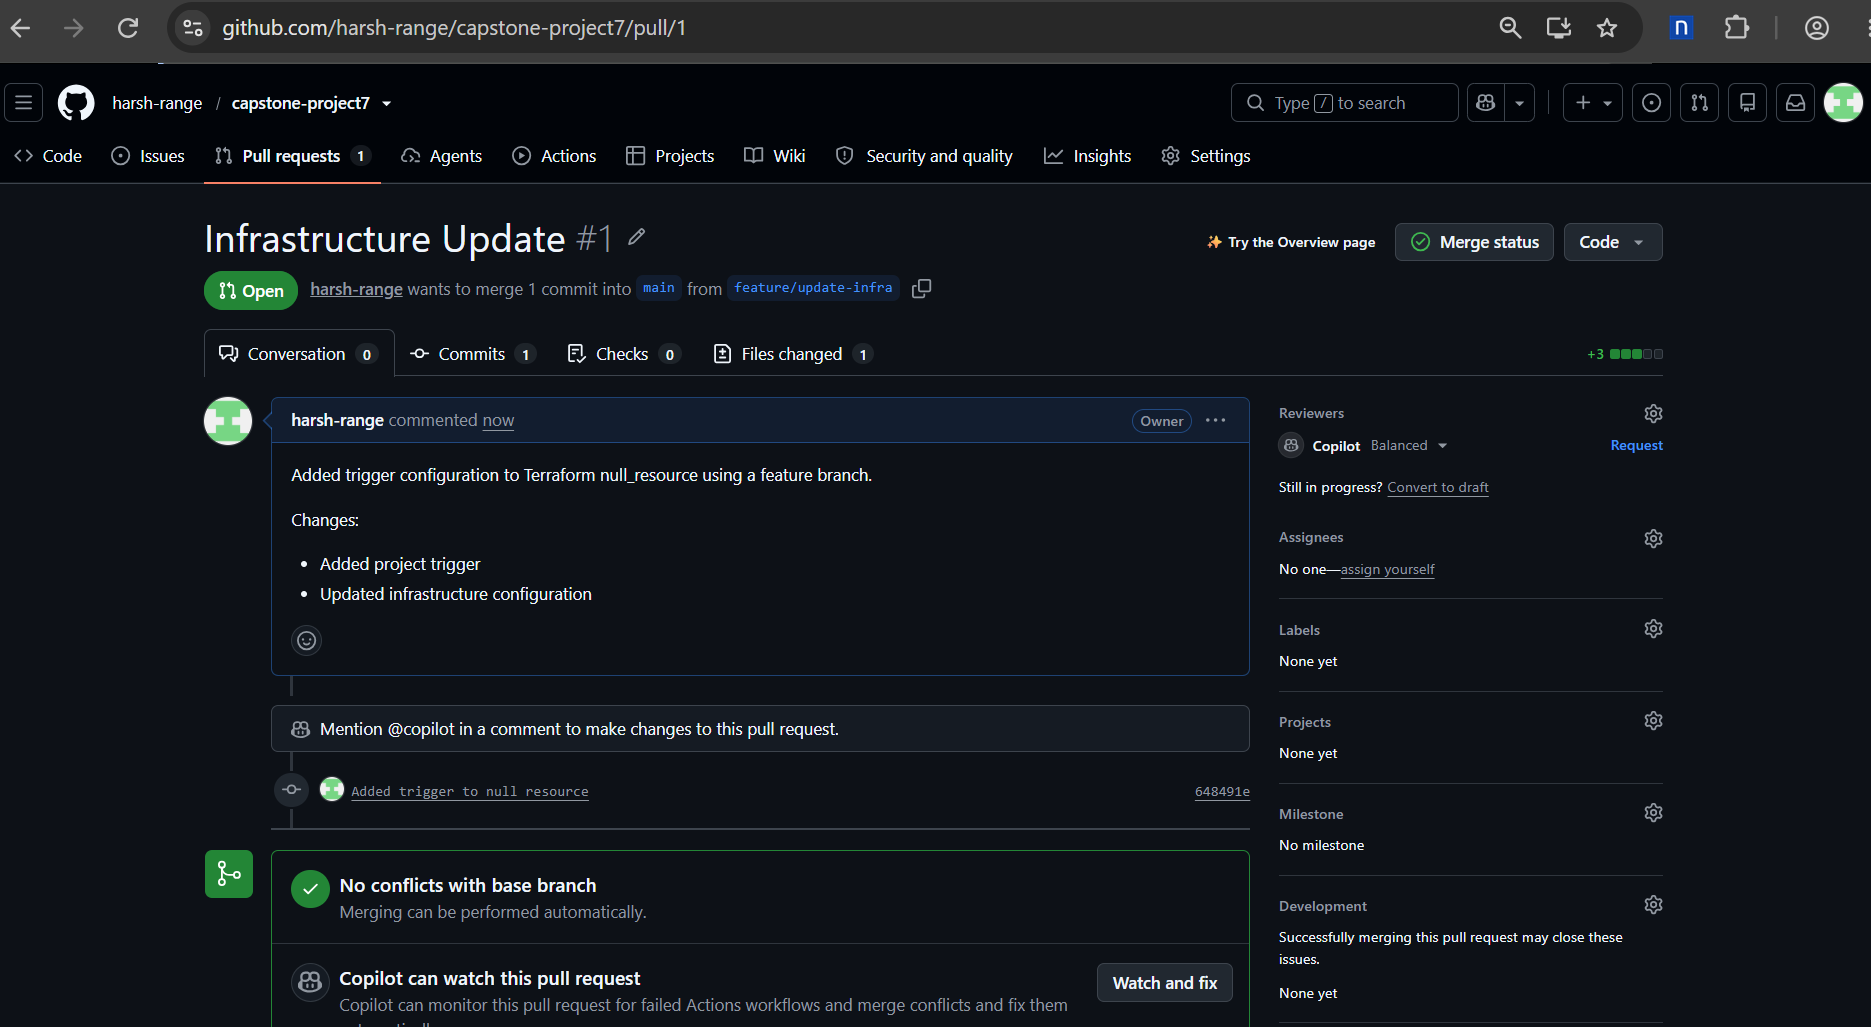 github.com/harsh-range/capstone-project7/pull/1
n
harsh-range / capstone-project7
Type / to search
Code
Issues
Pull requests 1
Agents
Actions
Projects
Wiki
Security and quality
Insights
Settings
Infrastructure Update #1
Try the Overview page
Merge status
Code
Open
harsh-range wants to merge 1 commit into main from feature/update-infra
Conversation 0
Commits 1
Checks 0
Files changed 1
+3
harsh-range commented now
Owner
Added trigger configuration to Terraform null_resource using a feature branch.
Changes:
• Added project trigger
• Updated infrastructure configuration
Mention @copilot in a comment to make changes to this pull request.
Added trigger to null resource
648491e
No conflicts with base branch
Merging can be performed automatically.
Copilot can watch this pull request
Copilot can monitor this pull request for failed Actions workflows and merge conflicts and fix them
Watch and fix
Reviewers
Copilot Balanced
Request
Still in progress? Convert to draft
Assignees
No one—assign yourself
Labels
None yet
Projects
None yet
Milestone
No milestone
Development
Successfully merging this pull request may close these
issues.
None yet